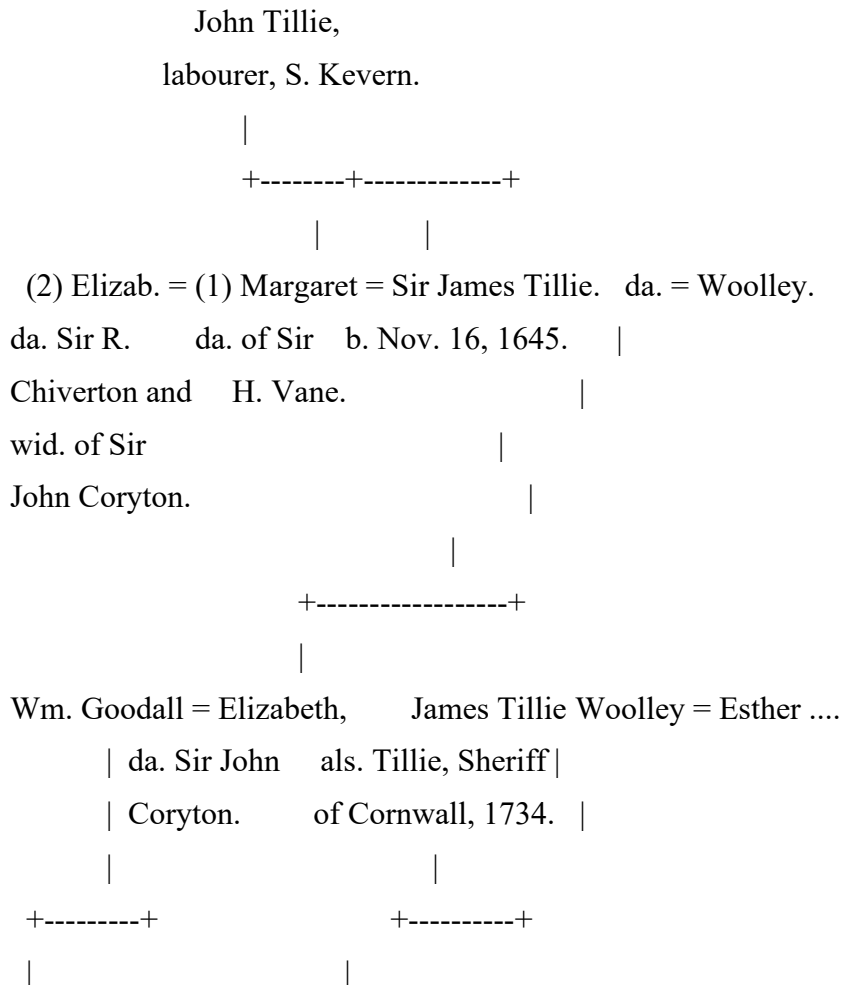 John Tillie,
labourer, S. Kevern.
|
+--------+-------------+
| |
(2) Elizab. = (1) Margaret = Sir James Tillie. da. = Woolley.
da. Sir R. da. of Sir b. Nov. 16, 1645. |
Chiverton and H. Vane. |
wid. of Sir |
John Coryton. |
|
+------------------+
|
Wm. Goodall = Elizabeth, James Tillie Woolley = Esther ....
| da. Sir John als. Tillie, Sheriff |
| Coryton. of Cornwall, 1734. |
| |
+---------+ +----------+
| |